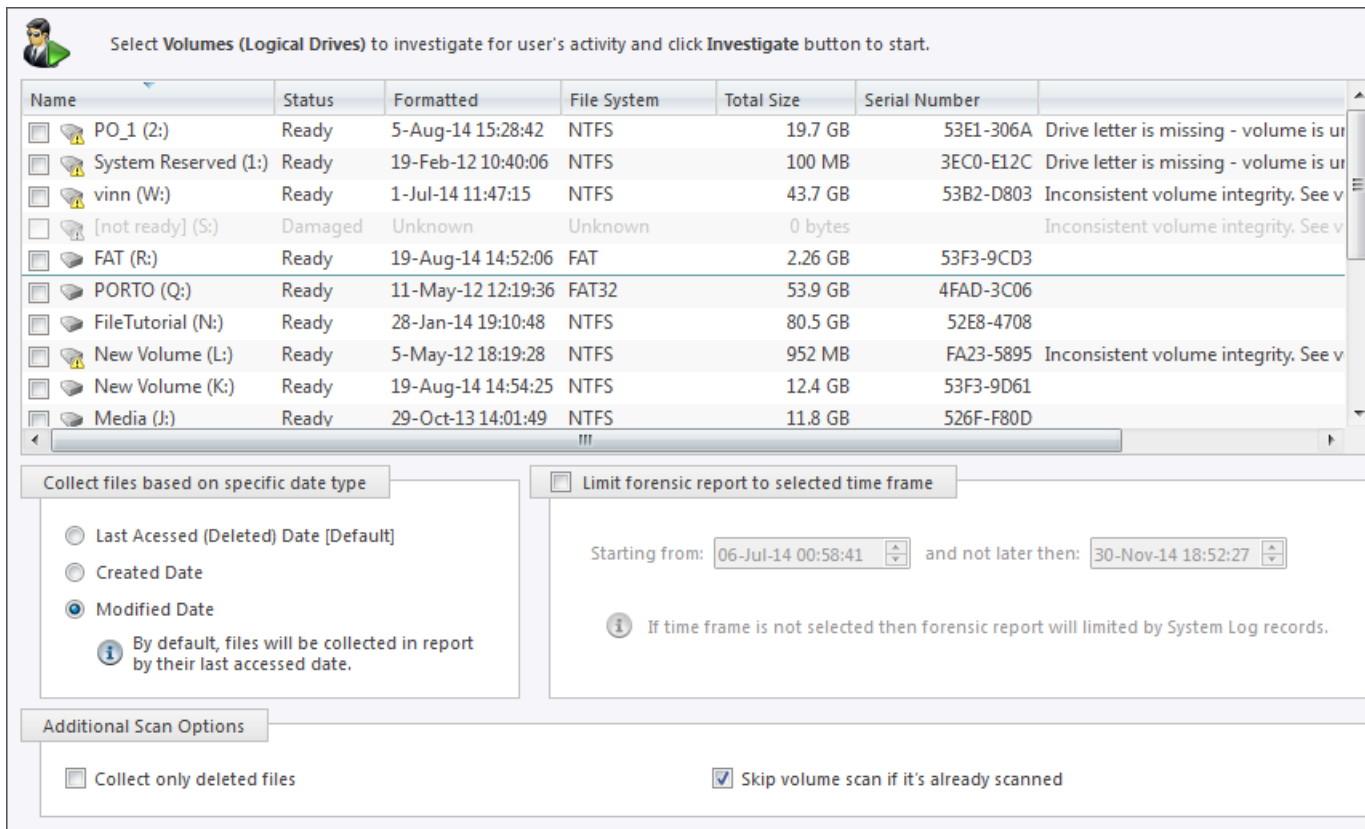 Select Volumes (Logical Drives) to investigate for user's activity and click Investigate button to start.
Name Status Formatted File System Total Size Serial Number
PO_1 (2:) Ready 5-Aug-14 15:28:42 NTFS 19.7 GB 53E1-306A Drive letter is missing - volume is
System Reserved (1:) Ready 19-Feb-12 10:40:06 NTFS 100 MB 3EC0-E12C Drive letter is missing - volume is
vinn (W:) Ready 1-Jul-14 11:47:15 NTFS 43.7 GB 53B2-D803 Inconsistent volume integrity. See
[not ready] (S:) Damaged Unknown Unknown 0 bytes Inconsistent volume integrity. See
FAT (R:) Ready 19-Aug-14 14:52:06 FAT 2.26 GB 53F3-9CD3
PORTO (Q:) Ready 11-May-12 12:19:36 FAT32 53.9 GB 4FAD-3C06
FileTutorial (N:) Ready 28-Jan-14 19:10:48 NTFS 80.5 GB 52E8-4708
New Volume (L:) Ready 5-May-12 18:19:28 NTFS 952 MB FA23-5895 Inconsistent volume integrity. See
New Volume (K:) Ready 19-Aug-14 14:54:25 NTFS 12.4 GB 53F3-9D61
Media (J:) Ready 29-Oct-13 14:01:49 NTFS 11.8 GB 526F-F80D
Collect files based on specific date type
Last Acessed (Deleted) Date [Default]
Created Date
Modified Date
By default, files will be collected in report
by their last accessed date.
Limit forensic report to selected time frame
Starting from: 06-Jul-14 00:58:41 and not later then: 30-Nov-14 18:52:27
If time frame is not selected then forensic report will limited by System Log records.
Additional Scan Options
Collect only deleted files
Skip volume scan if it's already scanned